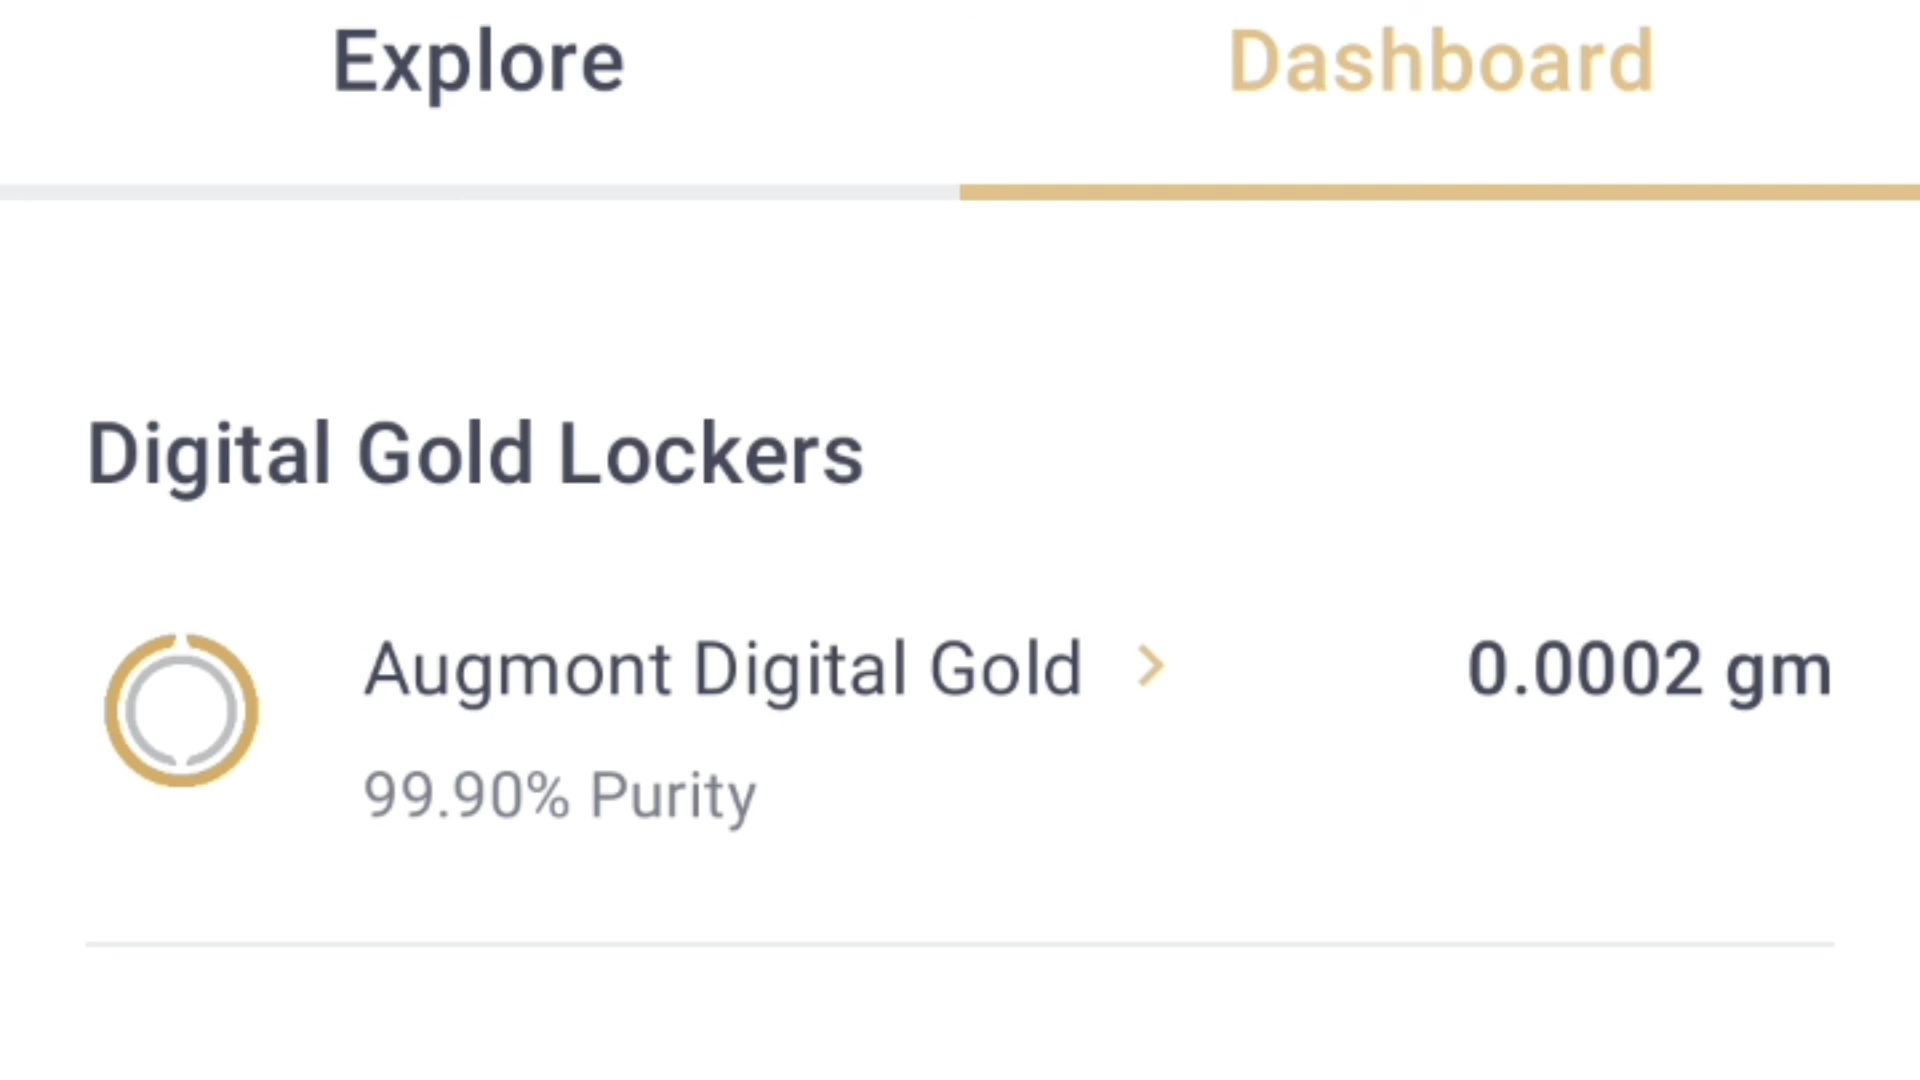 Explore
Dashboard
Digital Gold Lockers
Augmont Digital Gold
0.0002 gm
99.90% Purity